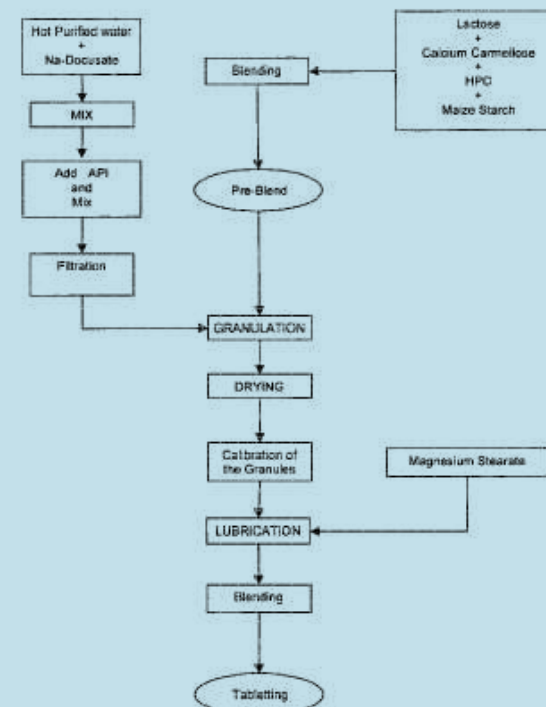 Hot Purified water
+
Na-Docusate
MIX
Add API
and
Mix
Filtration
Blending
Lactose
+
Calcium Carmellose
+
HPC
+
Maize Starch
Pre-Blend
GRANULATION
DRYING
Calibration of
the Granules
Magnesium Stearate
LUBRICATION
Blending
Tabletting